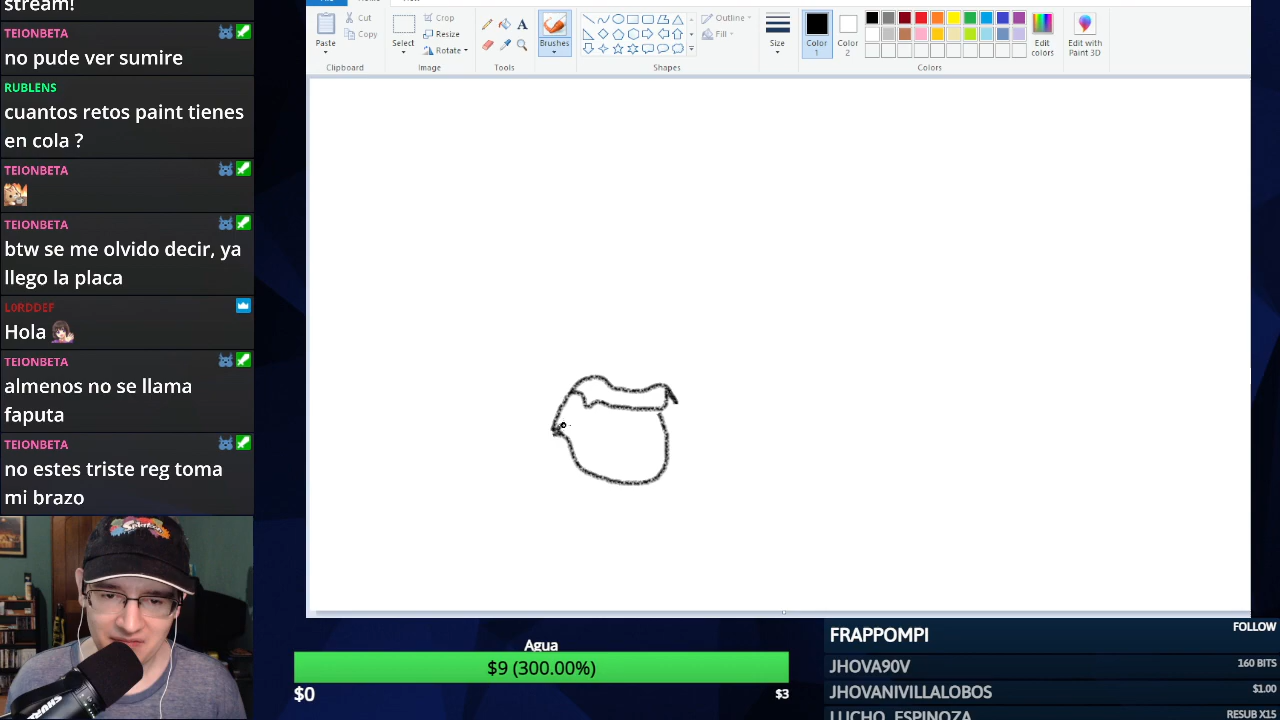 stream!
TEIONBETA
no pude ver sumire
RUBLENS
cuantos retos paint tienes
en cola ?
TEIONBETA
TEIONBETA
btw se me olvido decir, ya
llego la placa
L0RDDEF
Hola
TEIONBETA
almenos no se llama
faputa
TEIONBETA
no estes triste reg toma
mi brazo
Paste
Cut
Copy
Clipboard
Select
Crop
Resize
Rotate
Image
Tools
Brushes
Shapes
Outline
Fill
Size
Color
1
Color
2
Colors
Edit
colors
Edit with
Paint 3D
Agua
$9 (300.00%)
$0
$3
FRAPPOMPI FOLLOW
JHOVA90V 160 BITS
JHOVANIVILLALOBOS $1.00
LUCHO_ESPINOZA RESUB X15